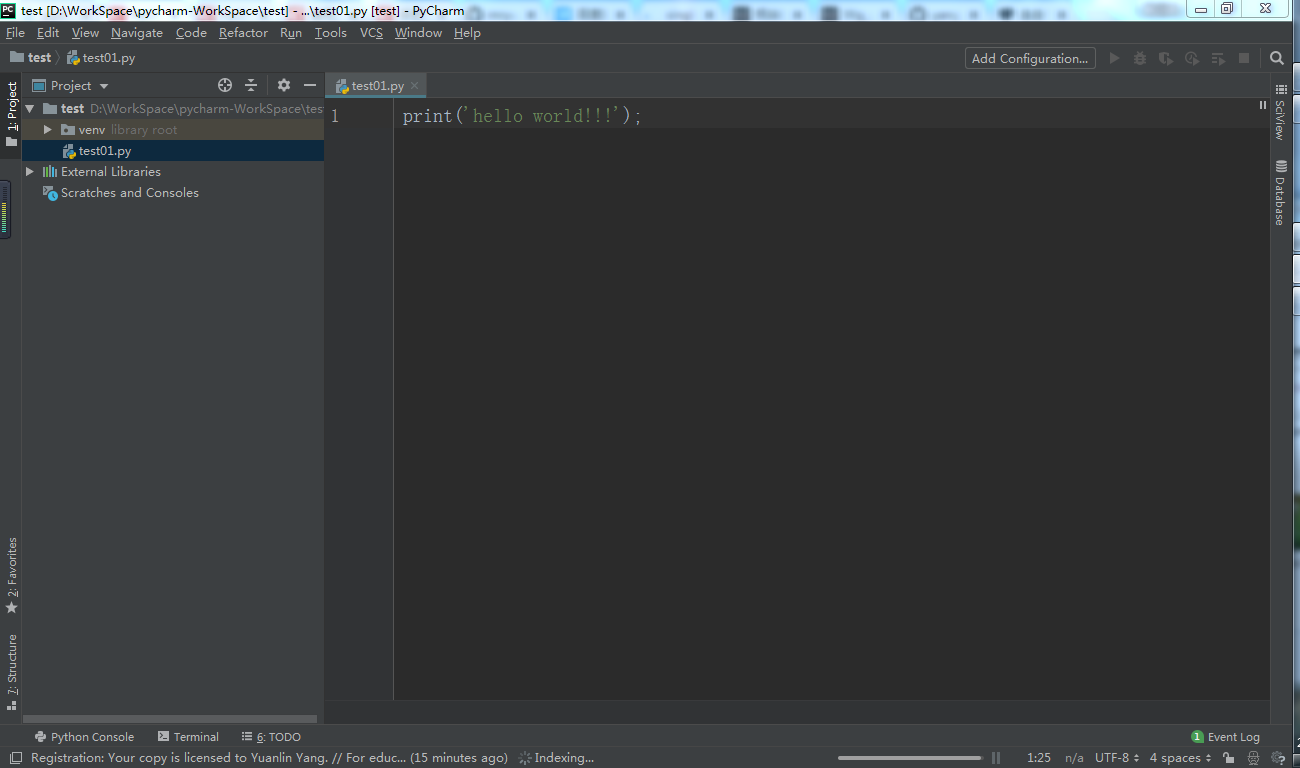 test [D:\WorkSpace\pycharm-WorkSpace\test] - ...\test01.py [test] - PyCharm
File Edit View Navigate Code Refactor Run Tools VCS Window Help
test test01.py Add Configuration...
1: Project
Project
test01.py
test D:\WorkSpace\pycharm-WorkSpace\tes
venv library root
test01.py
External Libraries
Scratches and Consoles
1 print('hello world!!!');
SciView
Database
2: Favorites
7: Structure
Python Console Terminal 6: TODO 1 Event Log
Registration: Your copy is licensed to Yuanlin Yang. // For educ... (15 minutes ago) Indexing... 1:25 n/a UTF-8 4 spaces